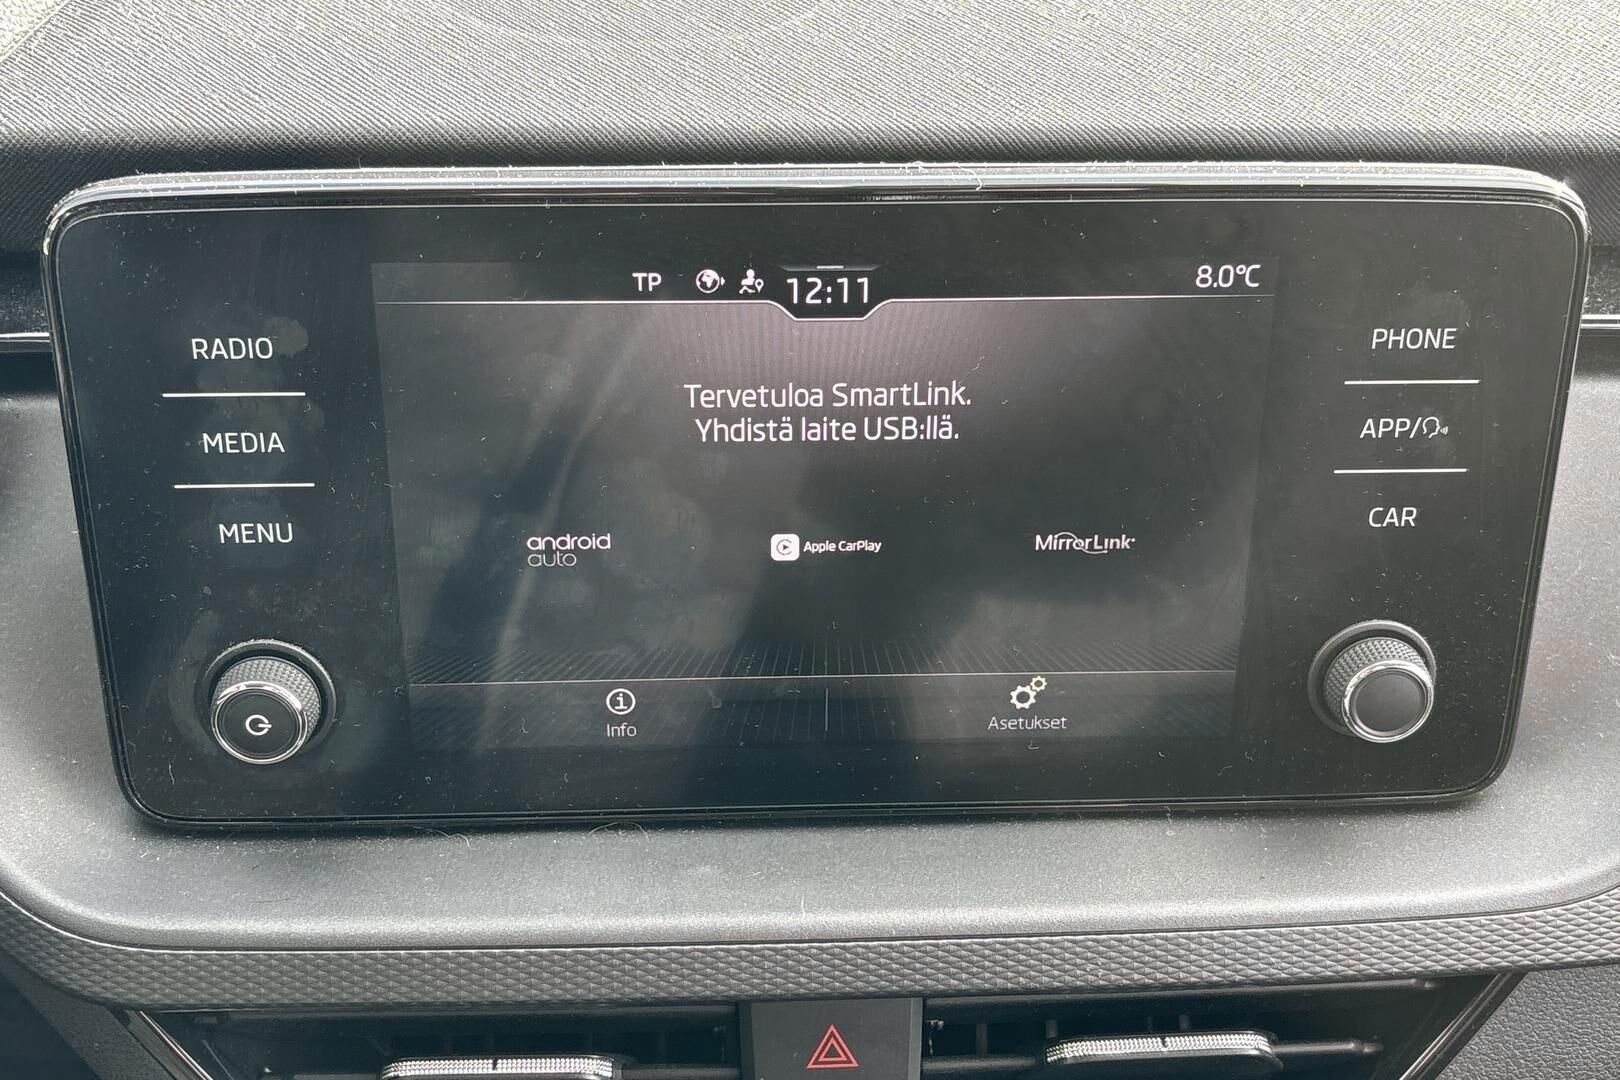 TP
12:11
8.0°C
RADIO
MEDIA
MENU
PHONE
APP/
CAR
Tervetuloa SmartLink.
Yhdistä laite USB:llä.
android
auto
Apple CarPlay
MirrorLink
Info
Asetukset